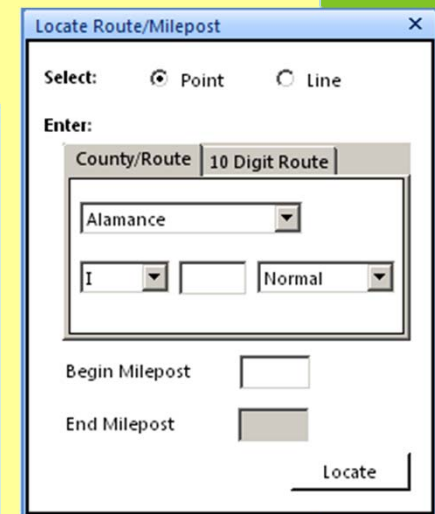 Locate Route/Milepost ×
Select: Point Line
Enter:
County/Route 10 Digit Route
Alamance
I Normal
Begin Milepost
End Milepost
Locate